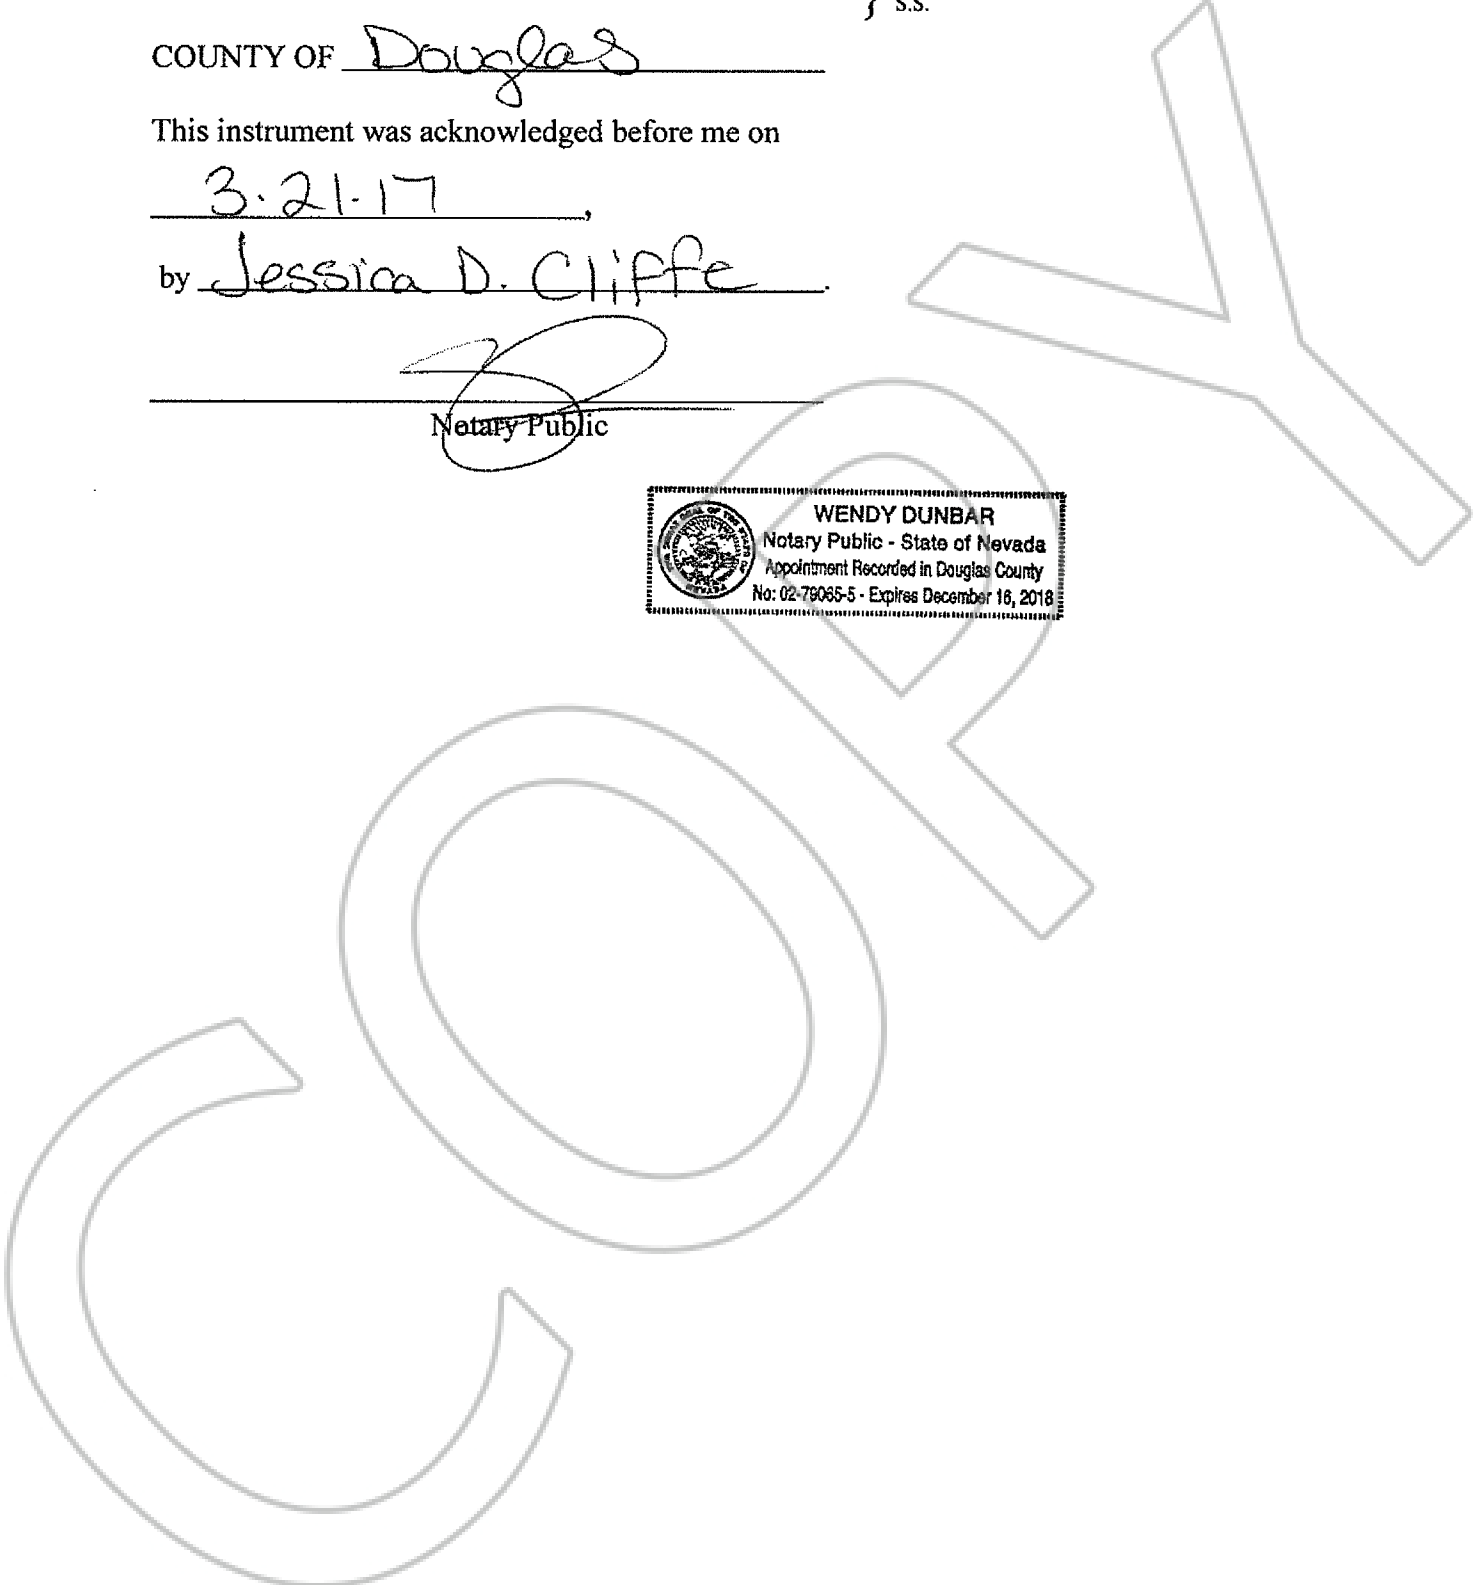 } s.s.
COUNTY OF Douglas
This instrument was acknowledged before me on
3.21.17,
by Jessica D. Cliffe.
Notary Public
WENDY DUNBAR
Notary Public - State of Nevada
Appointment Recorded in Douglas County
No: 02-79065-5 - Expires December 16, 2018
COPY